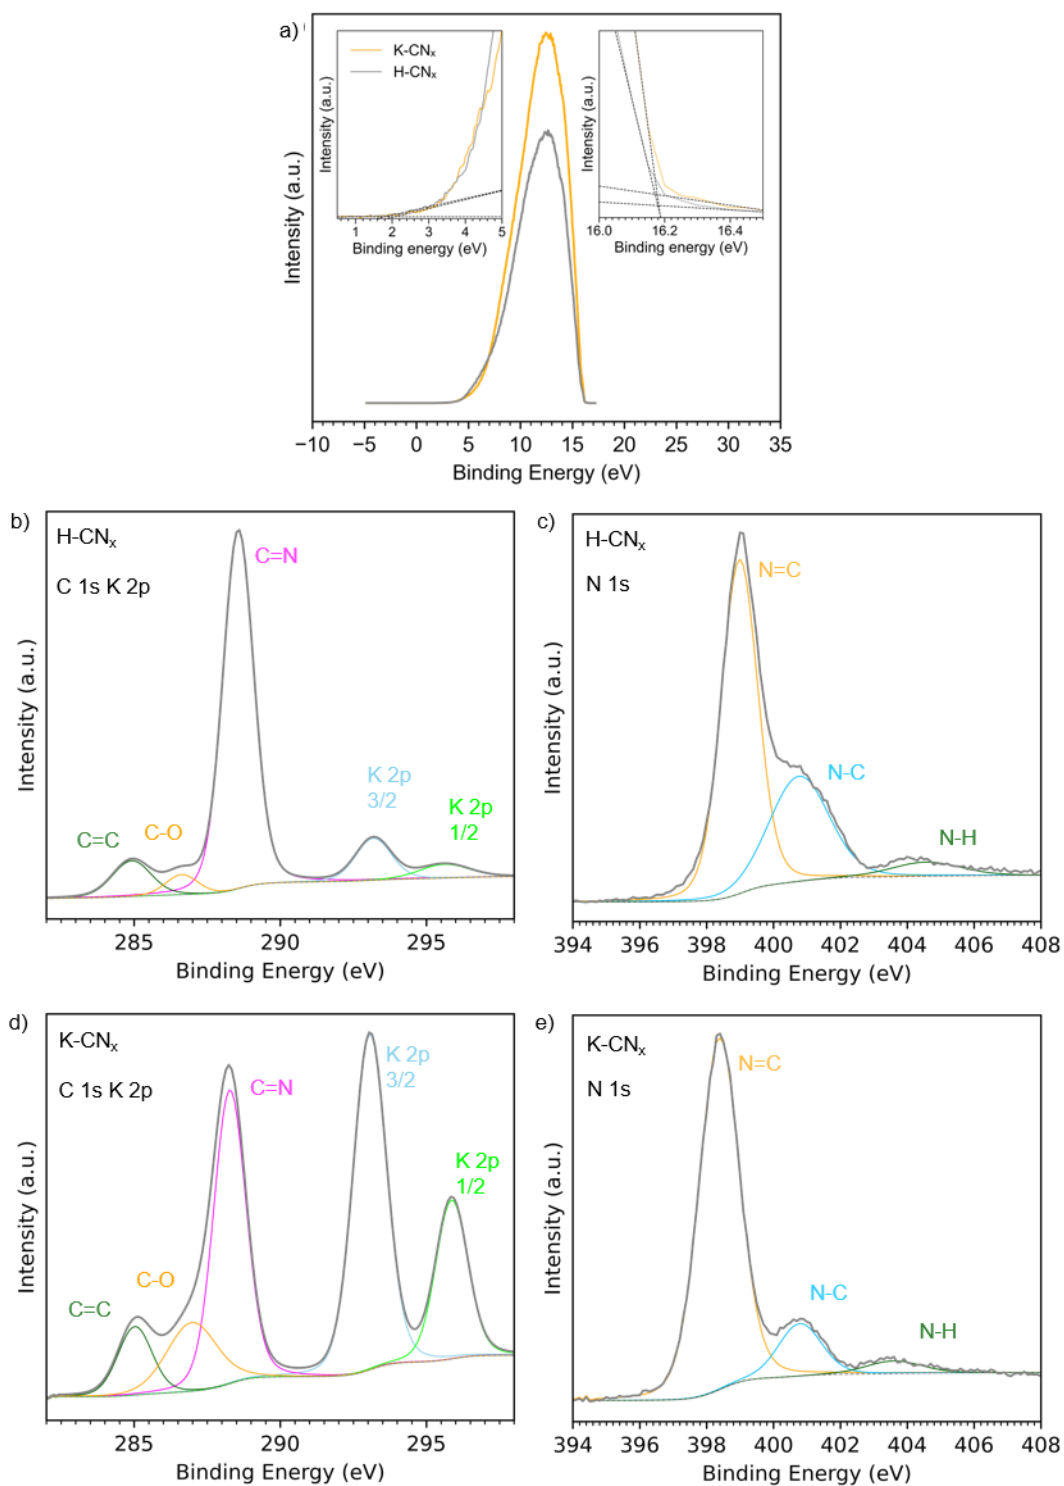 a)
K-CNx
H-CNx
Intensity (a.u.)
1 2 3 4 5
Binding energy (eV)
Intensity (a.u.)
16.0 16.2 16.4
Binding energy (eV)
Intensity (a.u.)
−10 −5 0 5 10 15 20 25 30 35
Binding Energy (eV)
b)
H-CNx
C 1s K 2p
C=N
C=C
C-O
K 2p
3/2
K 2p
1/2
Intensity (a.u.)
285 290 295
Binding Energy (eV)
c)
H-CNx
N 1s
N=C
N-C
N-H
Intensity (a.u.)
394 396 398 400 402 404 406 408
Binding Energy (eV)
d)
K-CNx
C 1s K 2p
C=N
K 2p
3/2
K 2p
1/2
C-O
C=C
Intensity (a.u.)
285 290 295
Binding Energy (eV)
e)
K-CNx
N 1s
N=C
N-C
N-H
Intensity (a.u.)
394 396 398 400 402 404 406 408
Binding Energy (eV)